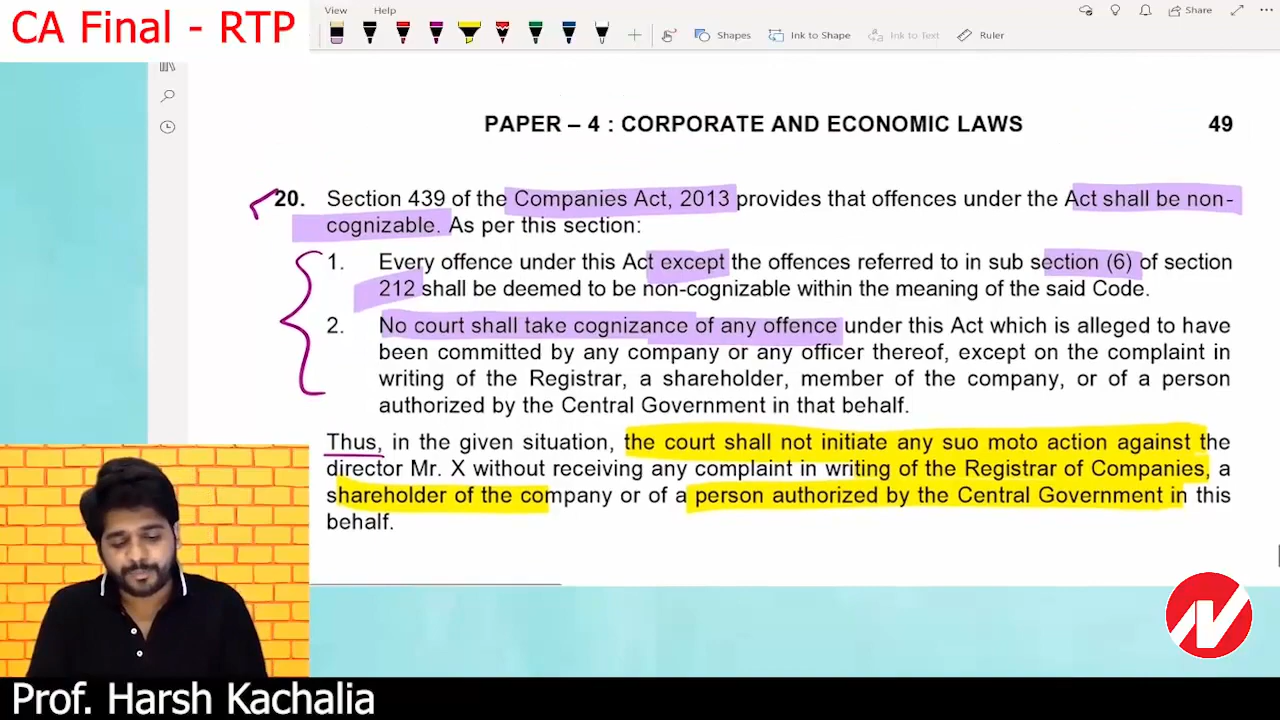 CA Final - RTP
View Help
Share
Shapes Ink to Shape Ink to Text Ruler
PAPER – 4 : CORPORATE AND ECONOMIC LAWS 49
20. Section 439 of the Companies Act, 2013 provides that offences under the Act shall be non-
cognizable. As per this section:
1. Every offence under this Act except the offences referred to in sub section (6) of section
212 shall be deemed to be non-cognizable within the meaning of the said Code.
2. No court shall take cognizance of any offence under this Act which is alleged to have
been committed by any company or any officer thereof, except on the complaint in
writing of the Registrar, a shareholder, member of the company, or of a person
authorized by the Central Government in that behalf.
Thus, in the given situation, the court shall not initiate any suo moto action against the
director Mr. X without receiving any complaint in writing of the Registrar of Companies, a
shareholder of the company or of a person authorized by the Central Government in this
behalf.
Prof. Harsh Kachalia